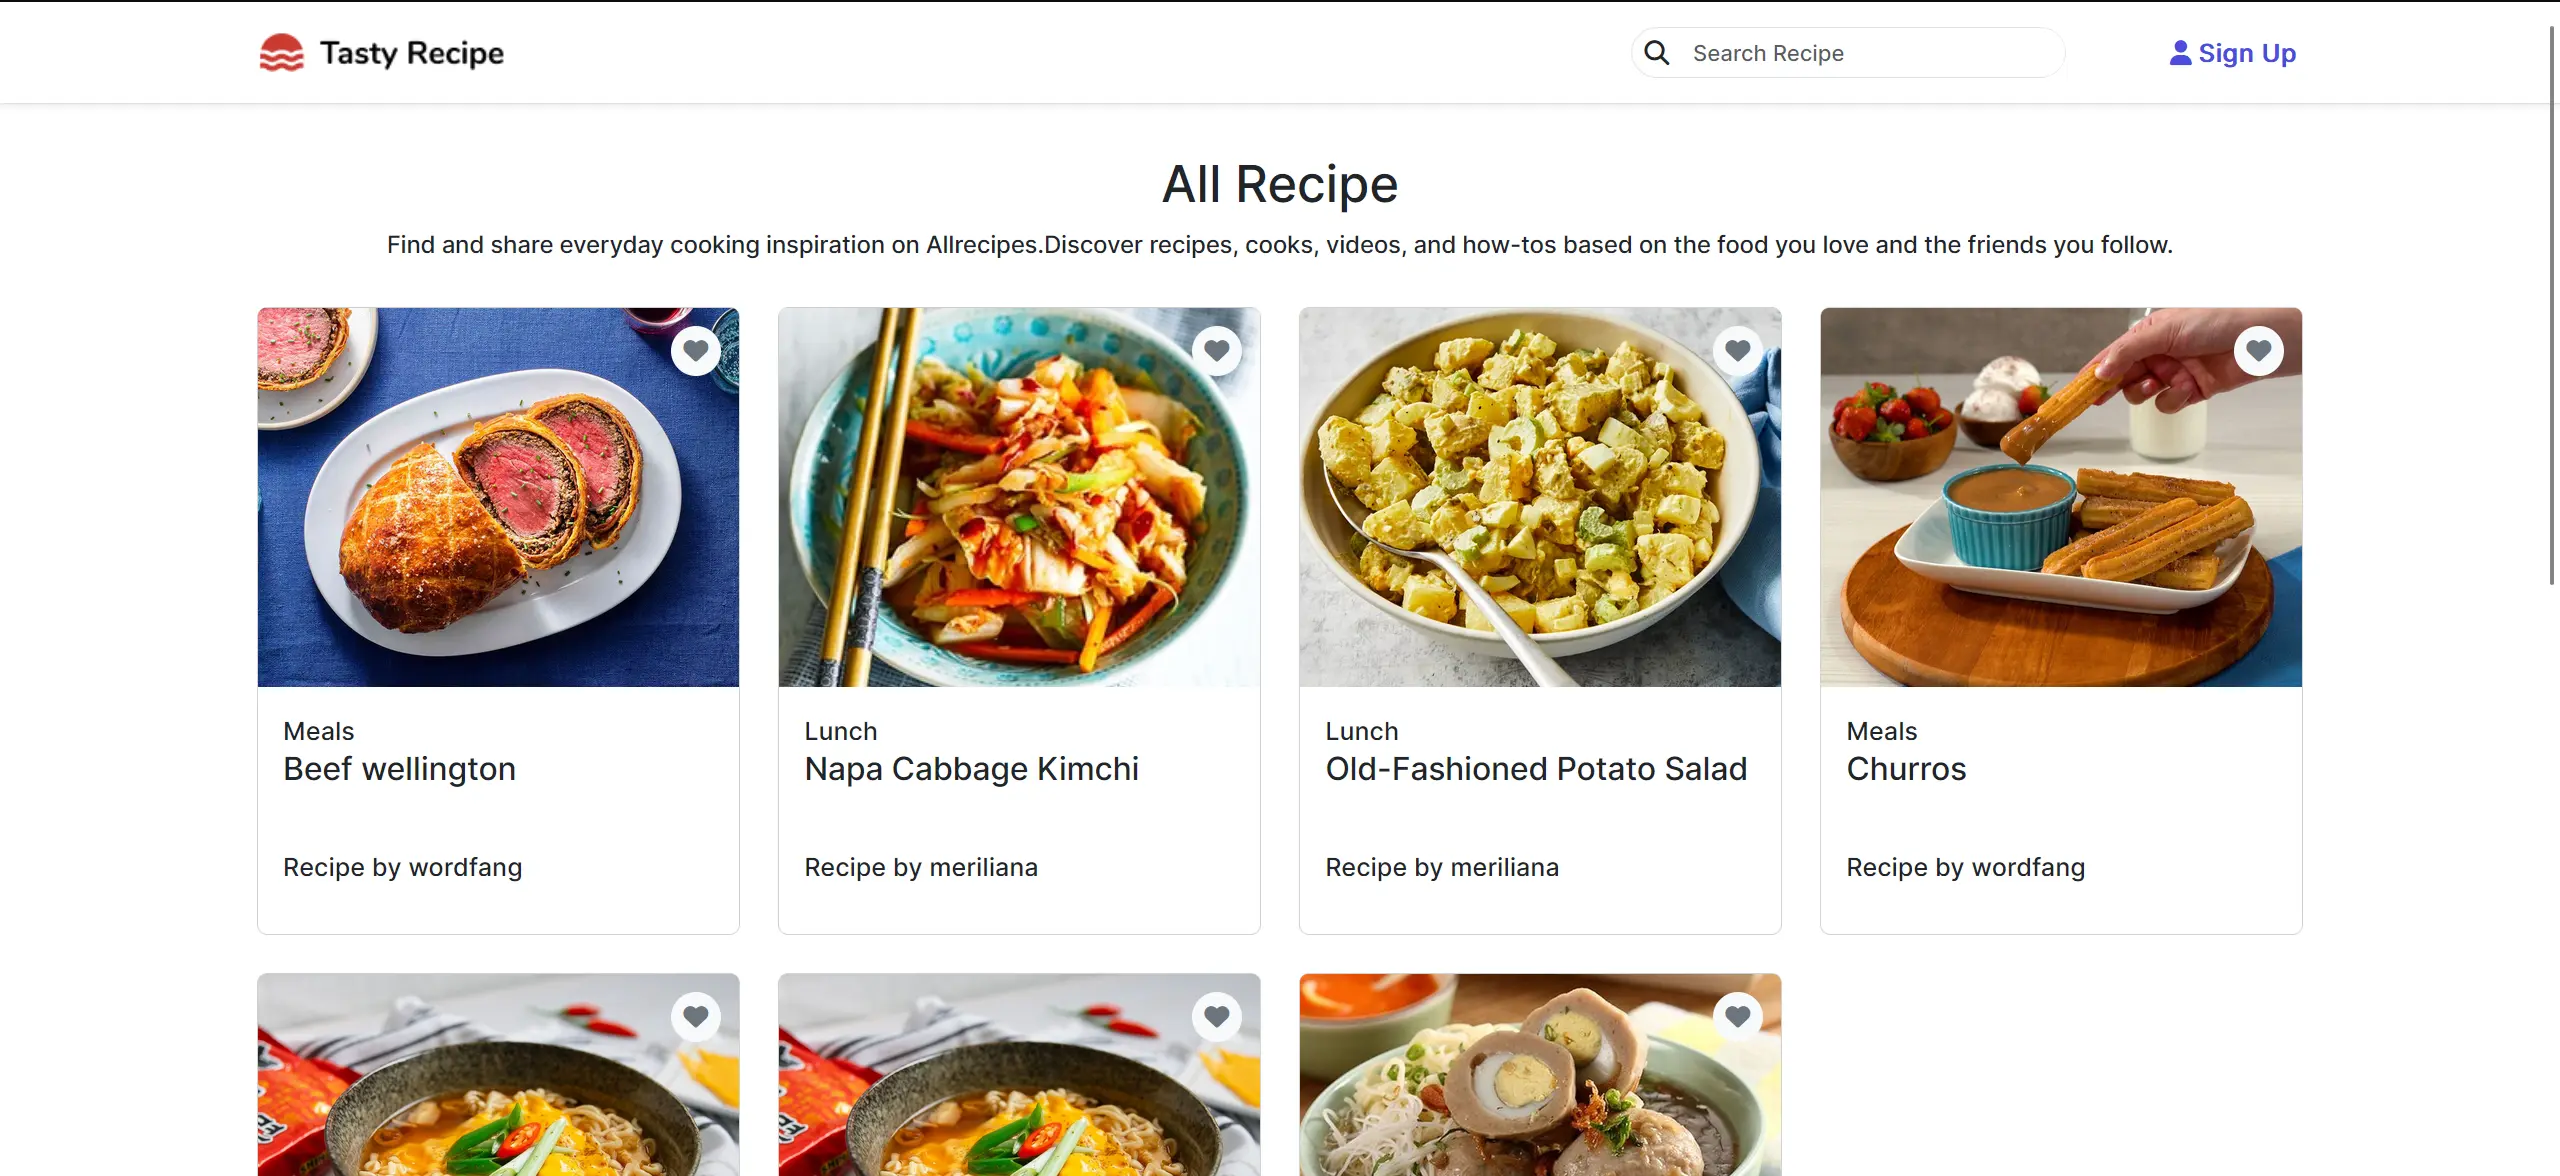 Tasty Recipe
Search Recipe
Sign Up
All Recipe
Find and share everyday cooking inspiration on Allrecipes.Discover recipes, cooks, videos, and how-tos based on the food you love and the friends you follow.
Meals
Beef wellington
Recipe by wordfang
Lunch
Napa Cabbage Kimchi
Recipe by meriliana
Lunch
Old-Fashioned Potato Salad
Recipe by meriliana
Meals
Churros
Recipe by wordfang